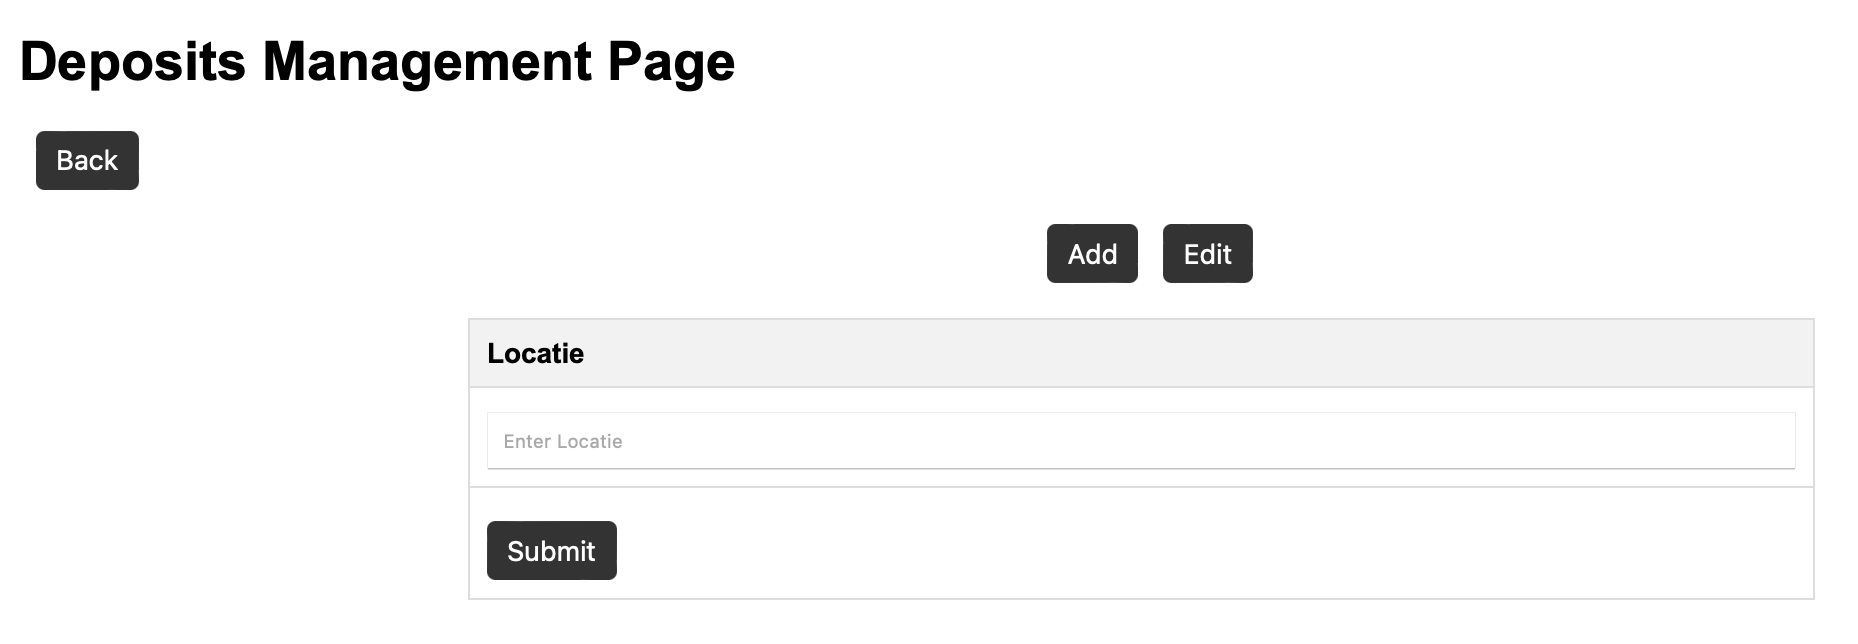 Deposits Management Page
Back
Add Edit
Locatie
Enter Locatie
Submit